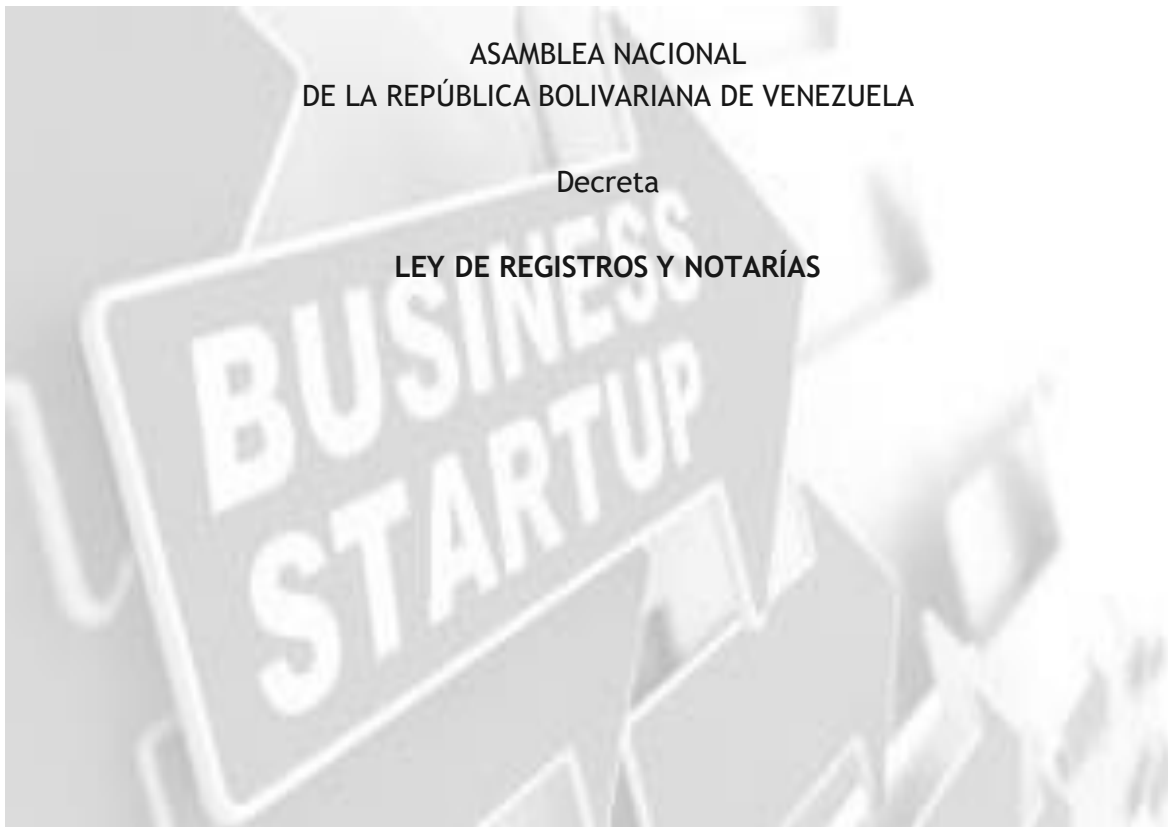 ASAMBLEA NACIONAL
DE LA REPÚBLICA BOLIVARIANA DE VENEZUELA
Decreta
LEY DE REGISTROS Y NOTARÍAS
BUSINESS
STARTUP